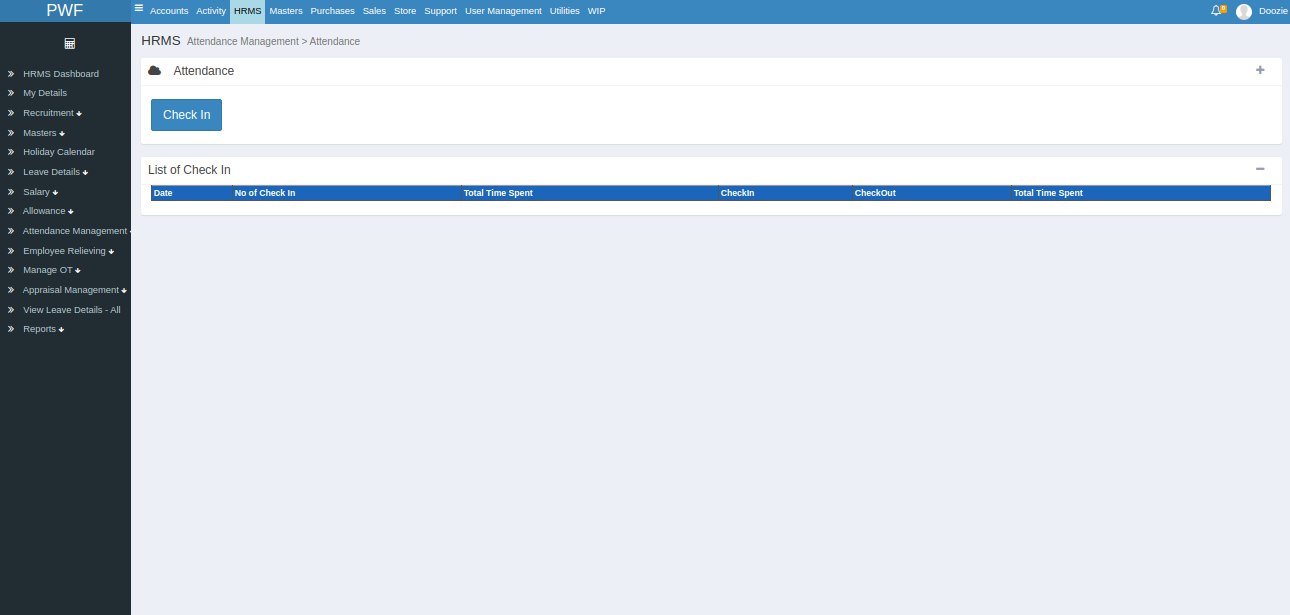 PWF
Accounts Activity HRMS Masters Purchases Sales Store Support User Management Utilities WIP
Doozie
HRMS Attendance Management > Attendance
HRMS Dashboard
My Details
Recruitment
Masters
Holiday Calendar
Leave Details
Salary
Allowance
Attendance Management
Employee Relieving
Manage OT
Appraisal Management
View Leave Details - All
Reports
Attendance
Check In
List of Check In
Date No of Check In Total Time Spent CheckIn CheckOut Total Time Spent